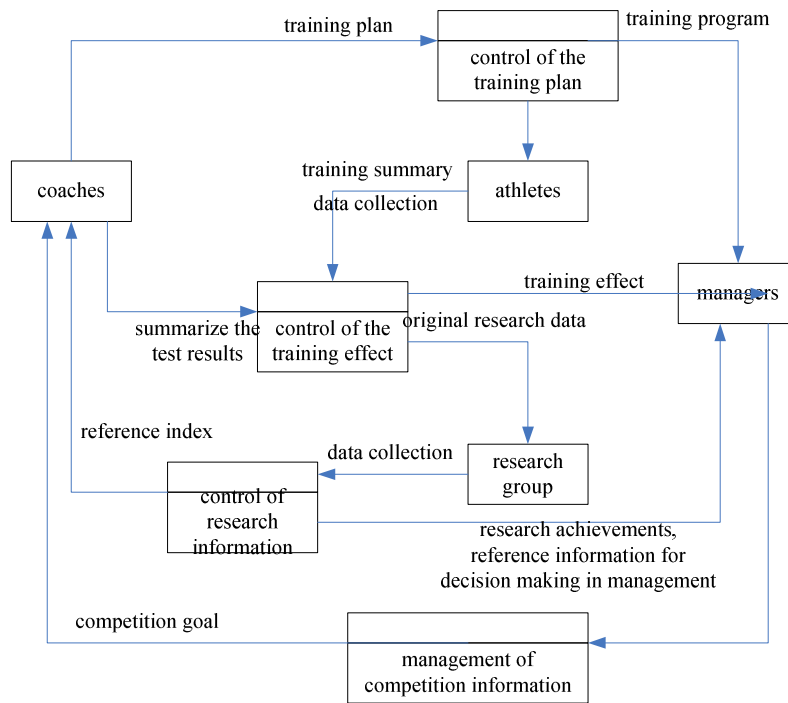 training plan
training program
control of the
training plan
training summary
data collection
coaches
athletes
training effect
managers
original research data
summarize the
test results
control of the
training effect
reference index
data collection
research
group
control of
research
information
research achievements,
reference information for
decision making in management
competition goal
management of
competition information